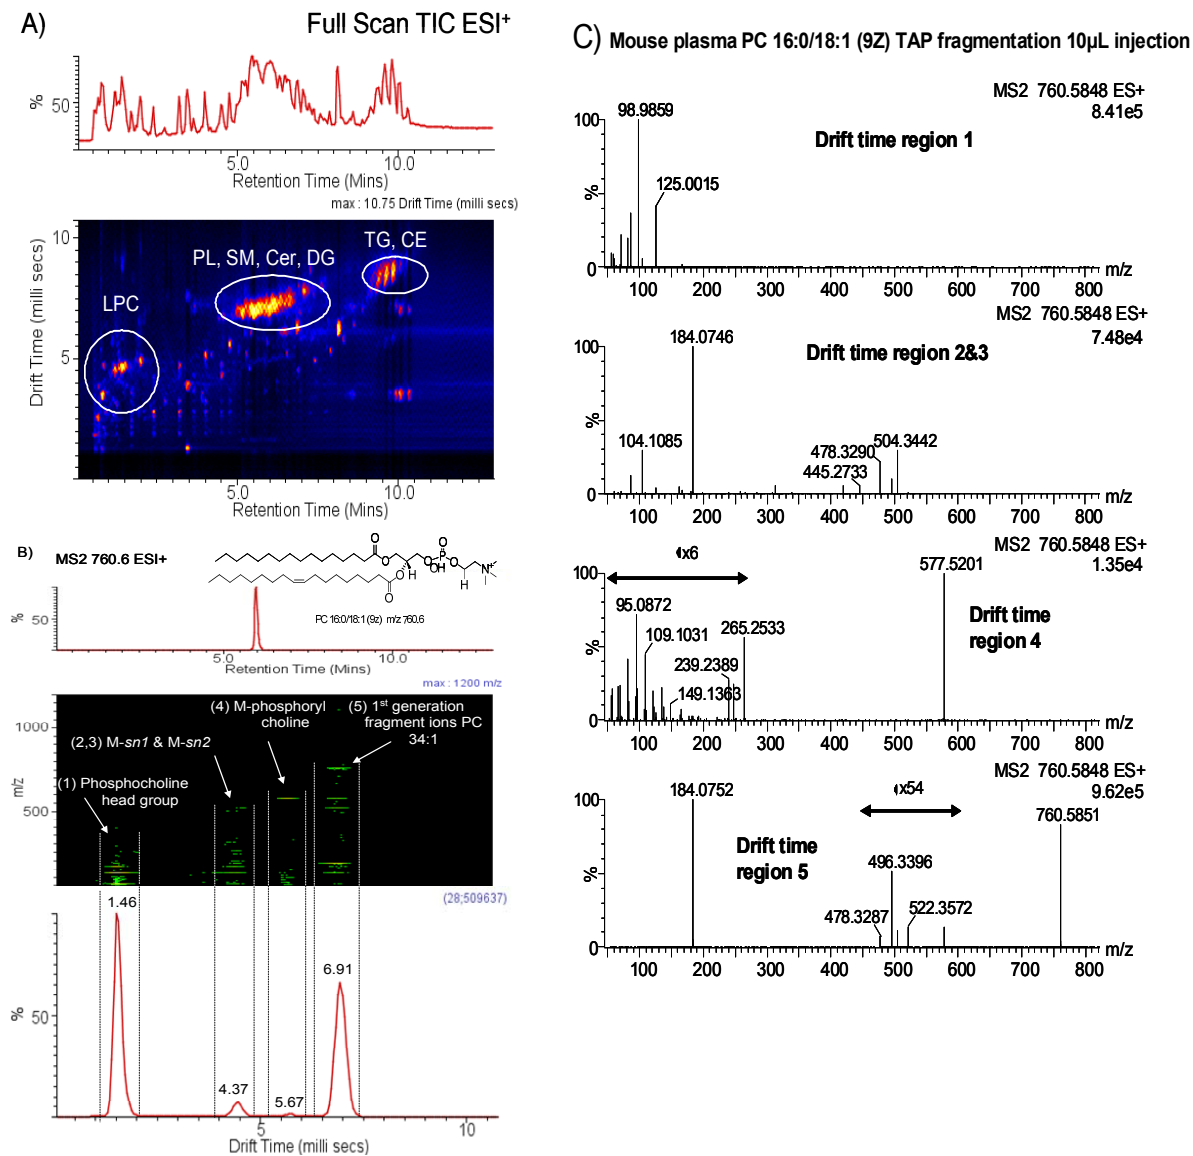 A)
Full Scan TIC ESI+
%
50
5.0
10.0
Retention Time (Mins)
max : 10.75 Drift Time (milli secs)
Drift Time (milli secs)
10
5
LPC
PL, SM, Cer, DG
TG, CE
5.0
10.0
Retention Time (Mins)
B)
MS2 760.6 ESI+
O
O
O
O
P
OH
O
O
O
H
H
N+
PC 16:0/18:1 (9z) m/z 760.6
%
50
5.0
10.0
Retention Time (Mins)
max : 1200 m/z
m/z
1000
500
(1) Phosphocholine
head group
(2,3) M-sn1 & M-sn2
(4) M-phosphoryl
choline
(5) 1st generation
fragment ions PC
34:1
(28;509637)
%
50
1.46
4.37
5.67
6.91
5
10
Drift Time (milli secs)
C) Mouse plasma PC 16:0/18:1 (9Z) TAP fragmentation 10µL injection
MS2 760.5848 ES+
8.41e5
100
%
0
98.9859
125.0015
Drift time region 1
100 200 300 400 500 600 700 800 m/z
MS2 760.5848 ES+
7.48e4
100
%
0
184.0746
104.1085
Drift time region 2&3
478.3290
504.3442
445.2733
100 200 300 400 500 600 700 800 m/z
MS2 760.5848 ES+
1.35e4
100
%
0
x6
577.5201
95.0872
109.1031
265.2533
239.2389
149.1363
Drift time
region 4
100 200 300 400 500 600 700 800 m/z
MS2 760.5848 ES+
9.62e5
100
%
0
184.0752
x54
760.5851
Drift time
region 5
496.3396
478.3287
522.3572
100 200 300 400 500 600 700 800 m/z